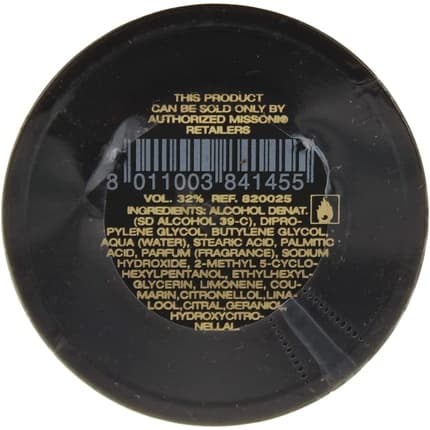 THIS PRODUCT
CAN BE SOLD ONLY BY
AUTHORIZED MISSONI®
RETAILERS
8 011003 841455
VOL. 32% REF. 820025
INGREDIENTS: ALCOHOL DENAT.
(SD ALCOHOL 39-C), DIPRO-
PYLENE GLYCOL, BUTYLENE GLYCOL,
AQUA (WATER), STEARIC ACID, PALMITIC
ACID, PARFUM (FRAGRANCE), SODIUM
HYDROXIDE, 2-METHYL 5-CYCLO-
HEXYLPENTANOL, ETHYLHEXYL-
GLYCERIN, LIMONENE, COU-
MARIN,CITRONELLOL,LINA-
LOOL,CITRAL,GERANIOL,
HYDROXYCITRO-
NELLAL.